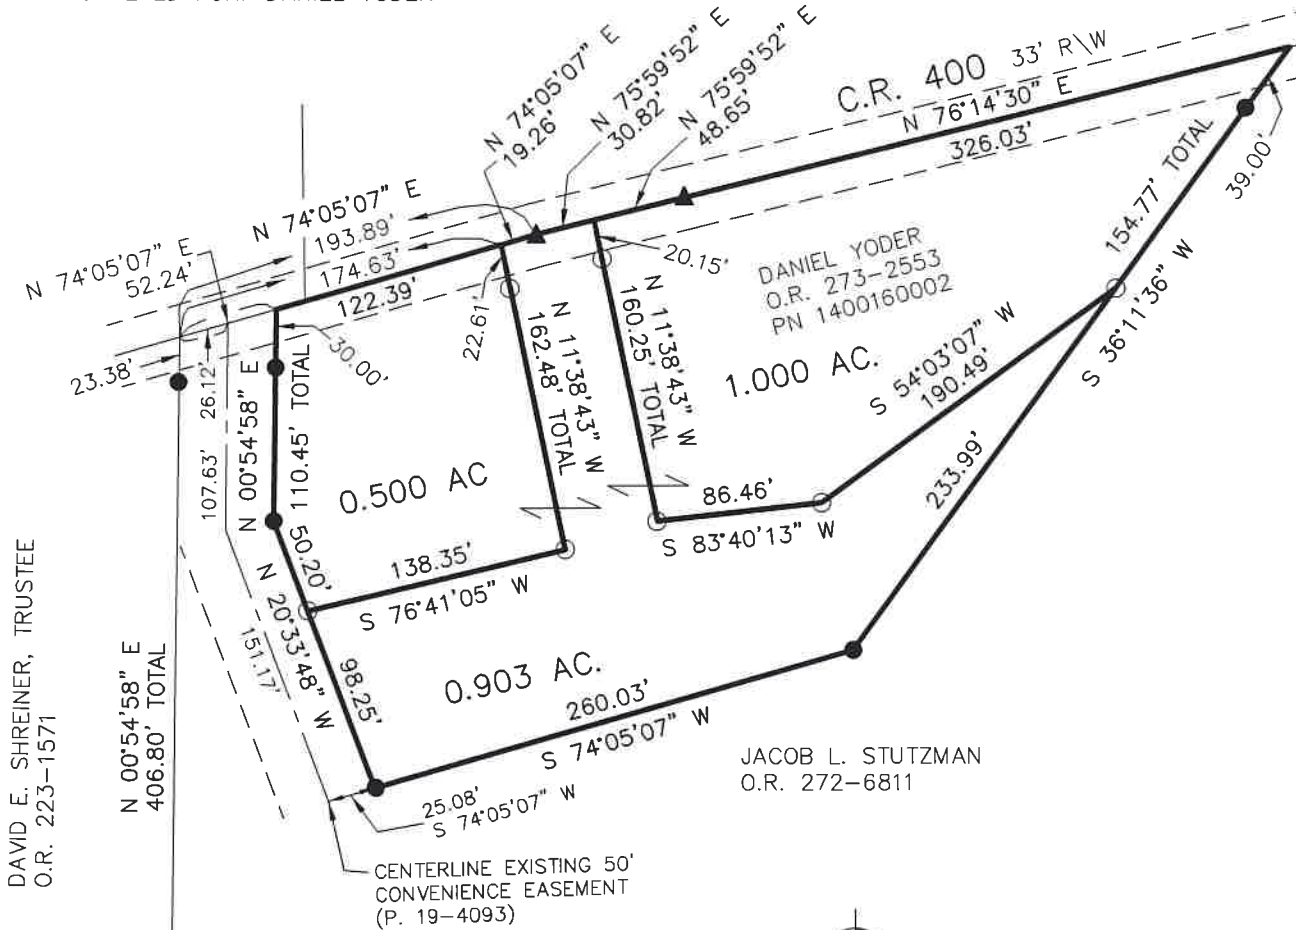 N 74°05'07" E
19.26'
N 75°59'52" E
30.82'
N 75°59'52" E
48.65'
C.R. 400 33' R\W
N 76°14'30" E
326.03'
N 74°05'07" E
193.89'
174.63'
122.39'
N 74°05'07" E
52.24'
23.38'
26.12'
30.00'
22.61'
20.15'
39.00'
154.77' TOTAL
S 36°11'36" W
233.99'
DANIEL YODER
O.R. 273-2553
PN 1400160002
1.000 AC.
S 54°03'07" W
190.49'
N 11°38'43" W
160.25' TOTAL
N 11°38'43" W
162.48' TOTAL
86.46'
S 83°40'13" W
107.63'
N 00°54'58" E
110.45' TOTAL
0.500 AC
50.20'
138.35'
S 76°41'05" W
N 20°33'48" W
98.25'
151.17'
0.903 AC.
260.03'
S 74°05'07" W
25.08'
S 74°05'07" W
N 00°54'58" E
406.80' TOTAL
DAVID E. SHREINER, TRUSTEE
O.R. 223-1571
JACOB L. STUTZMAN
O.R. 272-6811
CENTERLINE EXISTING 50'
CONVENIENCE EASEMENT
(P. 19-4093)